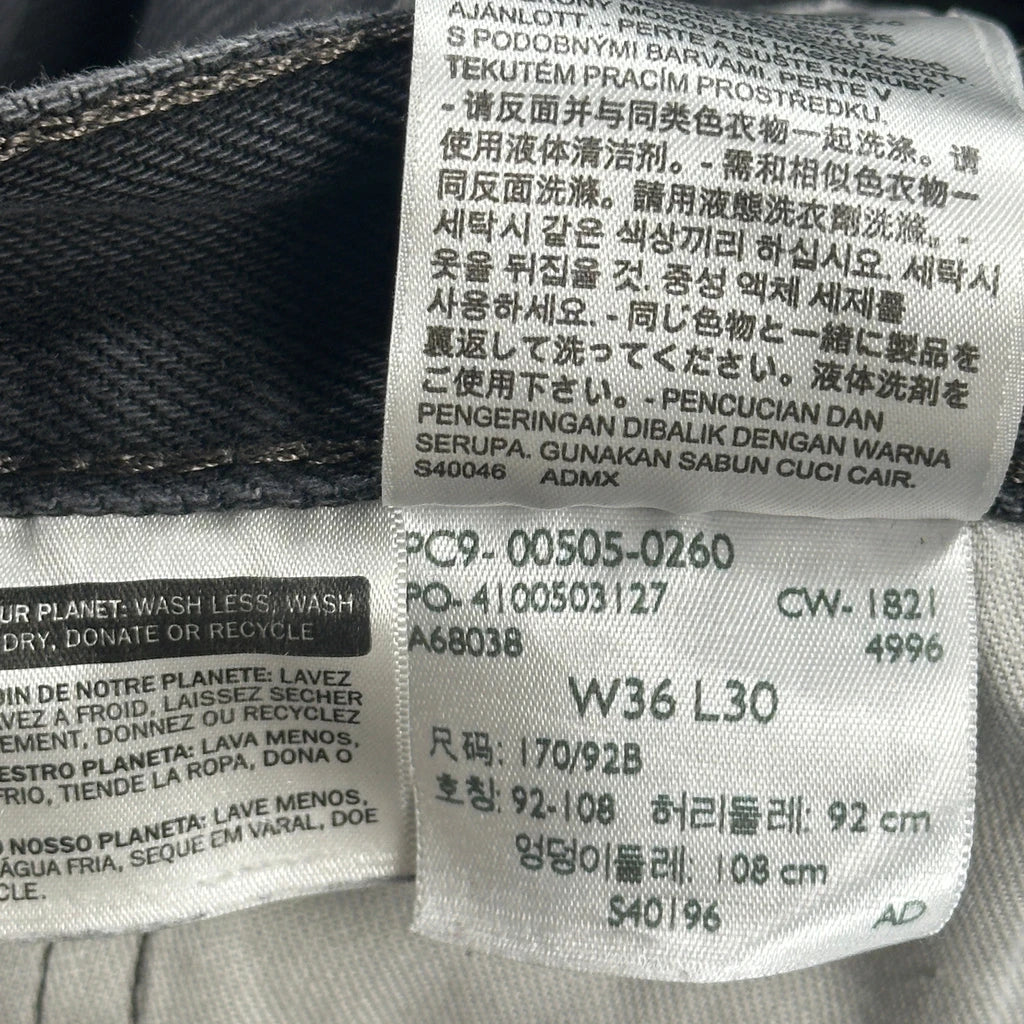 AJÁNLOTT. - PERTE A SUŠTE NARUBY,
S PODOBNÝMI BARVAMI. PERTE V
TEKUTÉM PRACÍM PROSTŘEDKU.
- 请反面并与同类色衣物一起洗涤。请
使用液体清洁剂。- 需和相似色衣物一
同反面洗滌。請用液態洗衣劑洗滌。-
세탁시 같은 색상끼리 하십시요. 세탁시
옷을 뒤집을 것. 중성 액체 세제를
사용하세요. - 同じ色物と一緒に製品を
裏返して洗ってください。液体洗剤を
ご使用下さい。- PENCUCIAN DAN
PENGERINGAN DIBALIK DENGAN WARNA
SERUPA. GUNAKAN SABUN CUCI CAIR.
S40046 ADMX
UR PLANET: WASH LESS, WASH
DRY, DONATE OR RECYCLE
OIN DE NOTRE PLANETE: LAVEZ
AVEZ A FROID, LAISSEZ SECHER
EMENT, DONNEZ OU RECYCLEZ
ESTRO PLANETA: LAVA MENOS,
FRIO, TIENDE LA ROPA, DONA O
O NOSSO PLANETA: LAVE MENOS,
ÁGUA FRIA, SEQUE EM VARAL, DOE
CLE.
PC9- 00505-0260
PO- 4100503127 CW- 1821
A68038 4996
W36 L30
尺码: 170/92B
호칭: 92-108 허리둘레: 92 cm
엉덩이둘레: 108 cm
S40196 AD